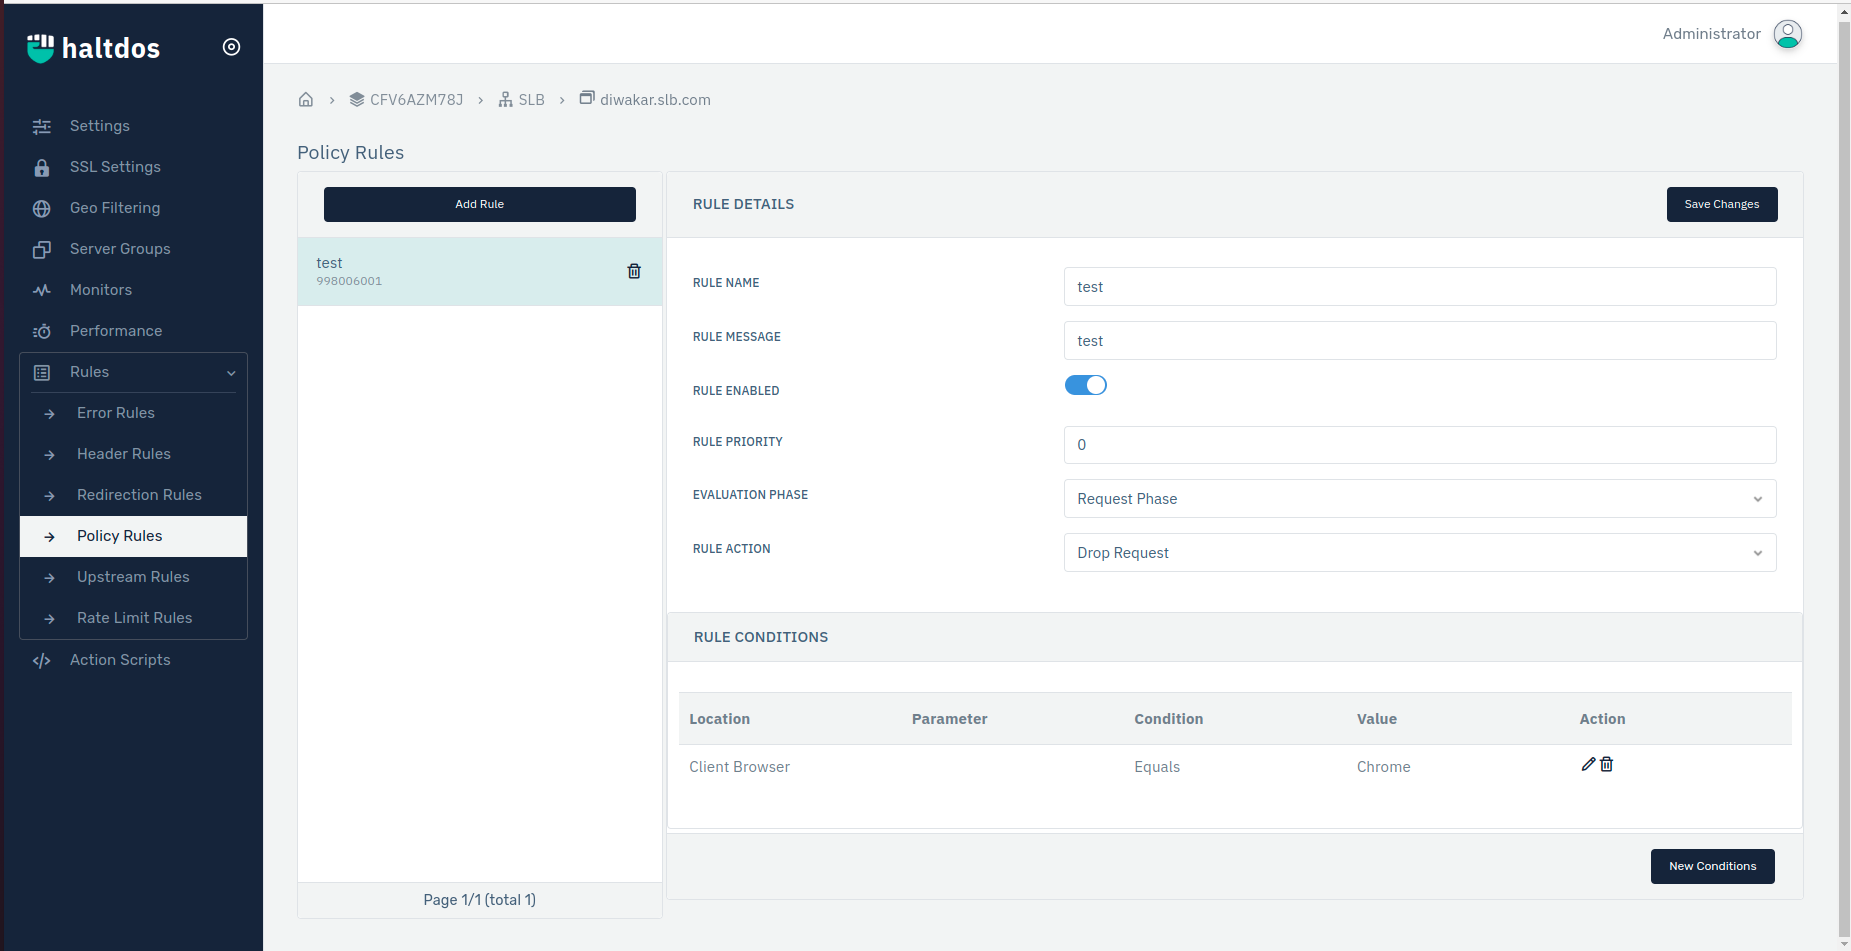 haltdos
Administrator
CFV6AZM78J
SLB
diwakar.slb.com
Settings
SSL Settings
Geo Filtering
Server Groups
Monitors
Performance
Rules
Error Rules
Header Rules
Redirection Rules
Policy Rules
Upstream Rules
Rate Limit Rules
Action Scripts
Policy Rules
Add Rule
test
998006001
Page 1/1 (total 1)
RULE DETAILS
Save Changes
RULE NAME
test
RULE MESSAGE
test
RULE ENABLED
RULE PRIORITY
0
EVALUATION PHASE
Request Phase
RULE ACTION
Drop Request
RULE CONDITIONS
Location Parameter Condition Value Action
Client Browser Equals Chrome
New Conditions